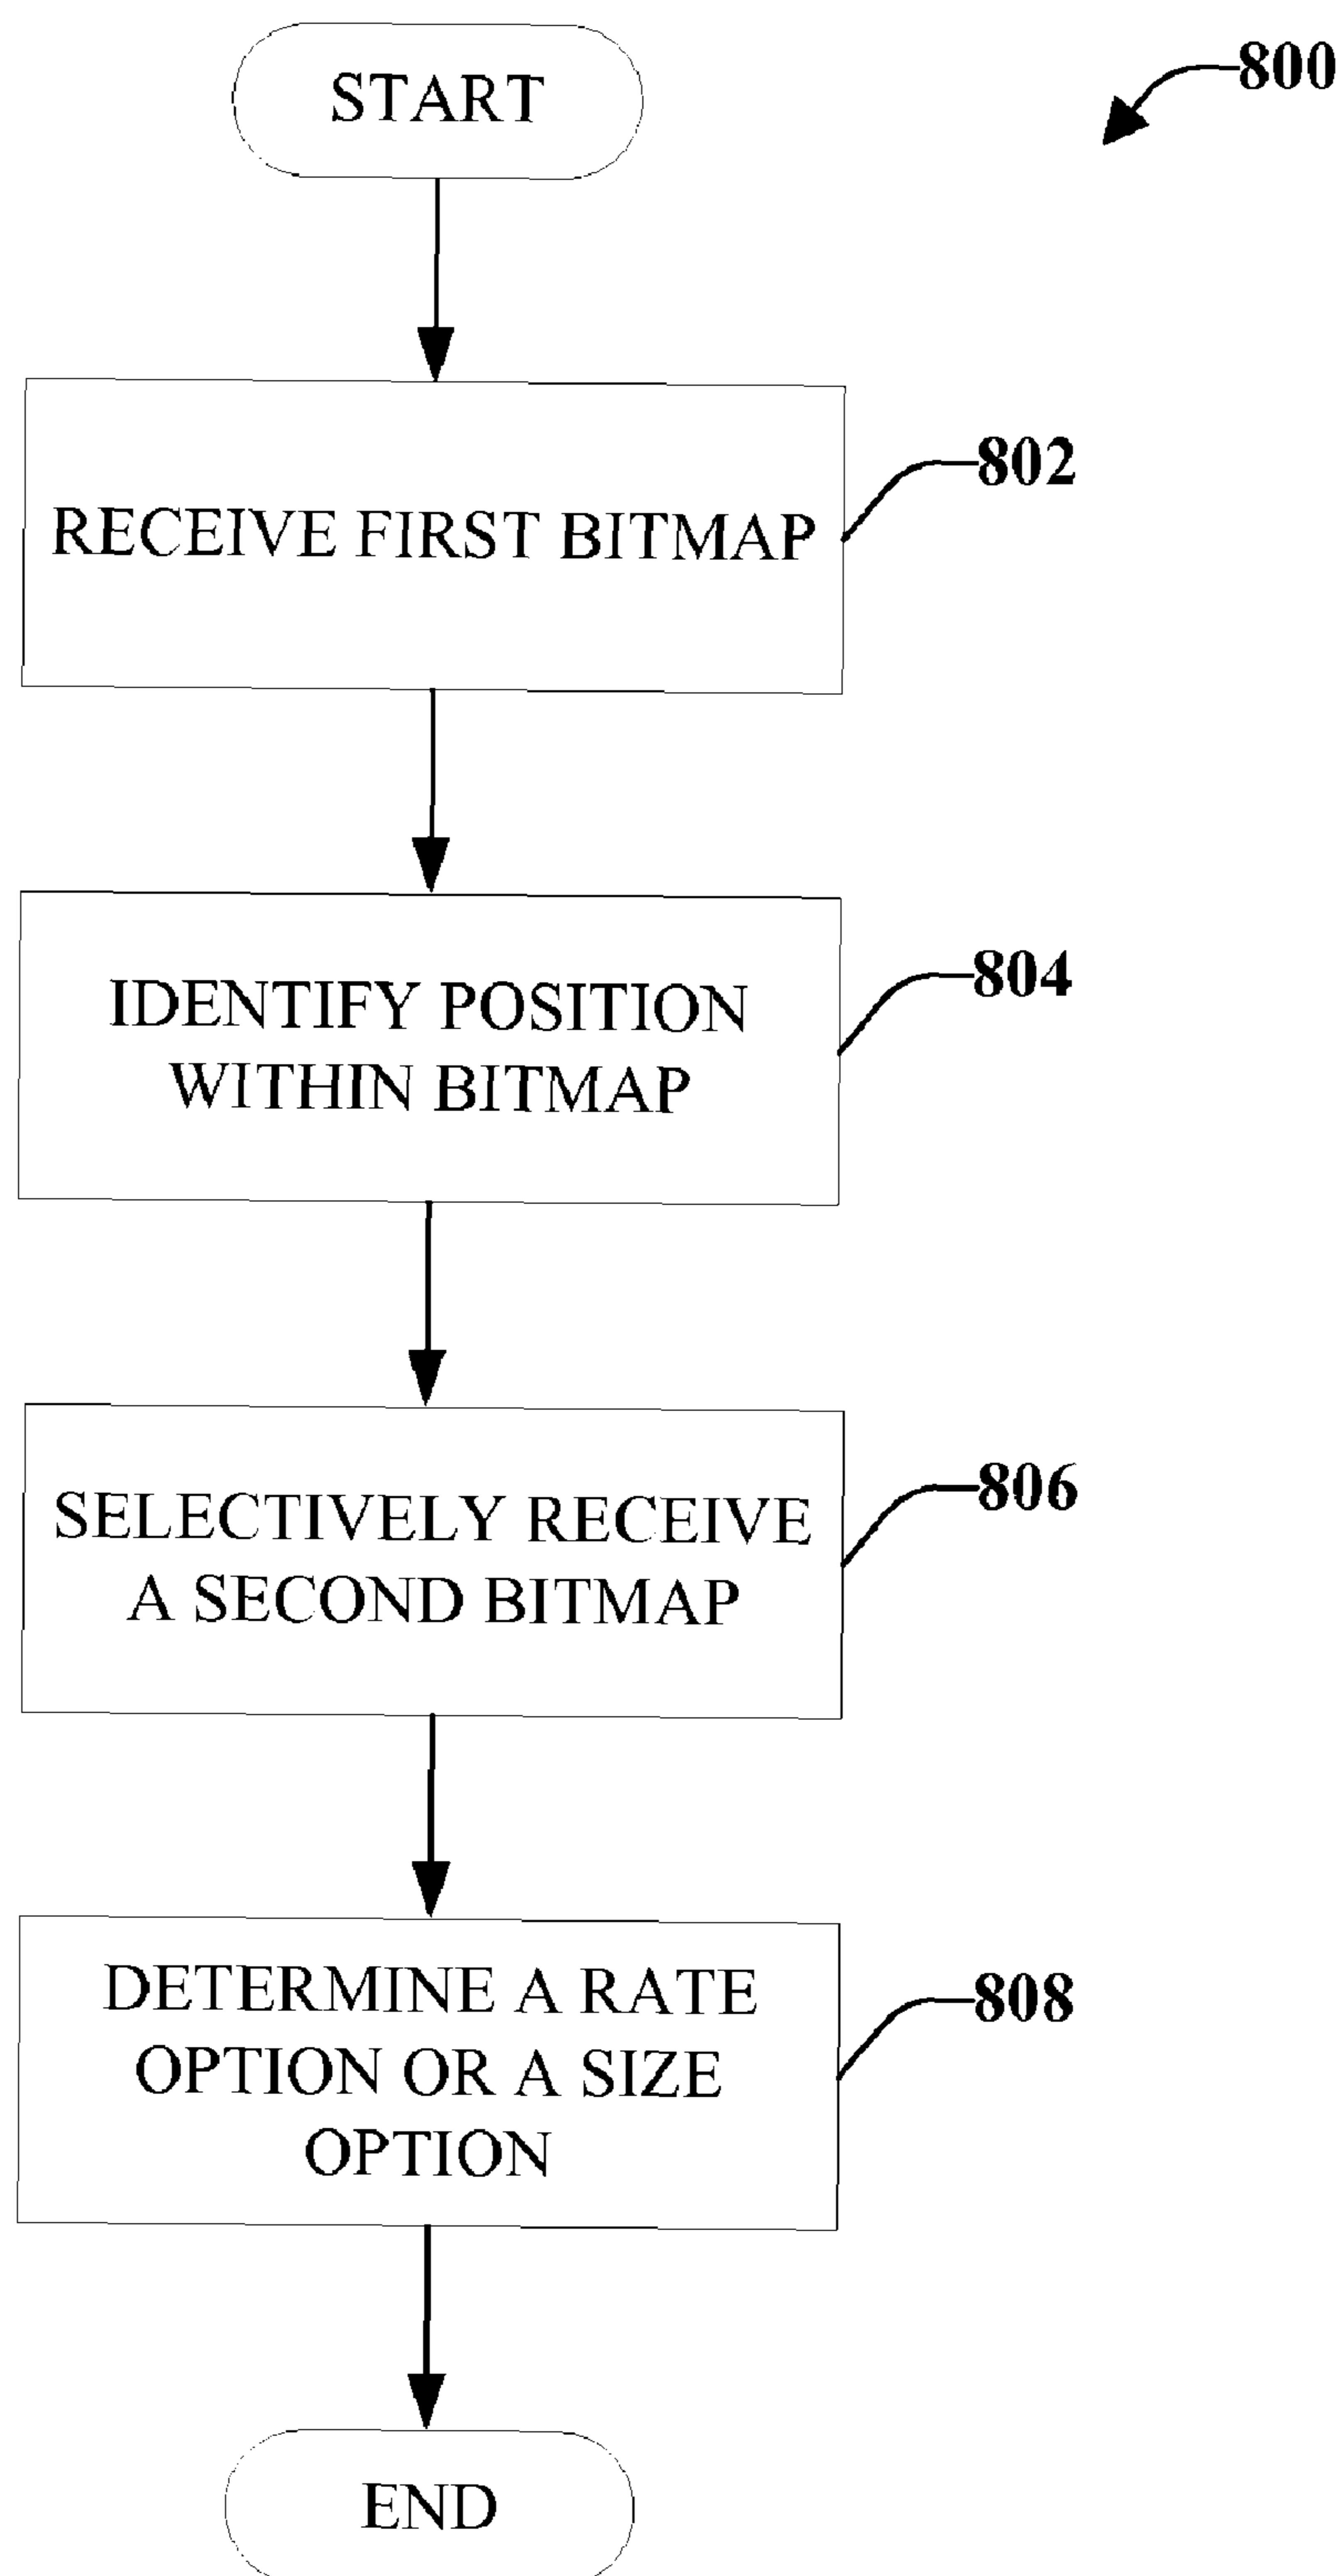 START
800
RECEIVE FIRST BITMAP
802
IDENTIFY POSITION
WITHIN BITMAP
804
SELECTIVELY RECEIVE
A SECOND BITMAP
806
DETERMINE A RATE
OPTION OR A SIZE
OPTION
808
END